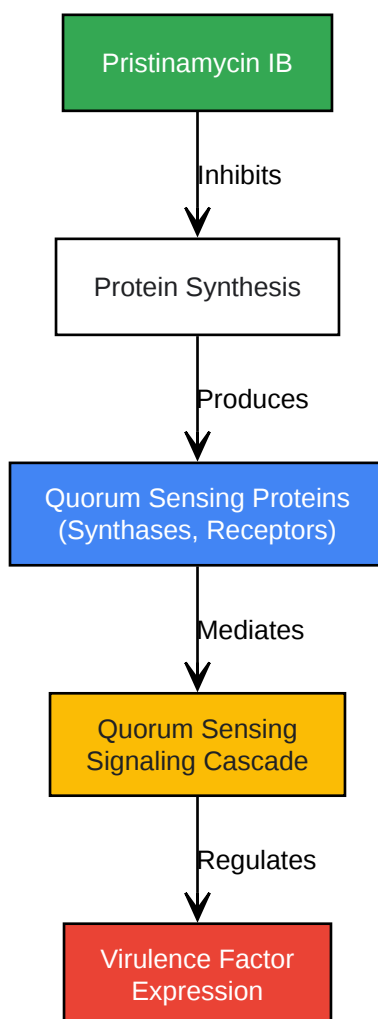 Pristinamycin IB
Inhibits
Protein Synthesis
Produces
Quorum Sensing Proteins
(Synthases, Receptors)
Mediates
Quorum Sensing
Signaling Cascade
Regulates
Virulence Factor
Expression